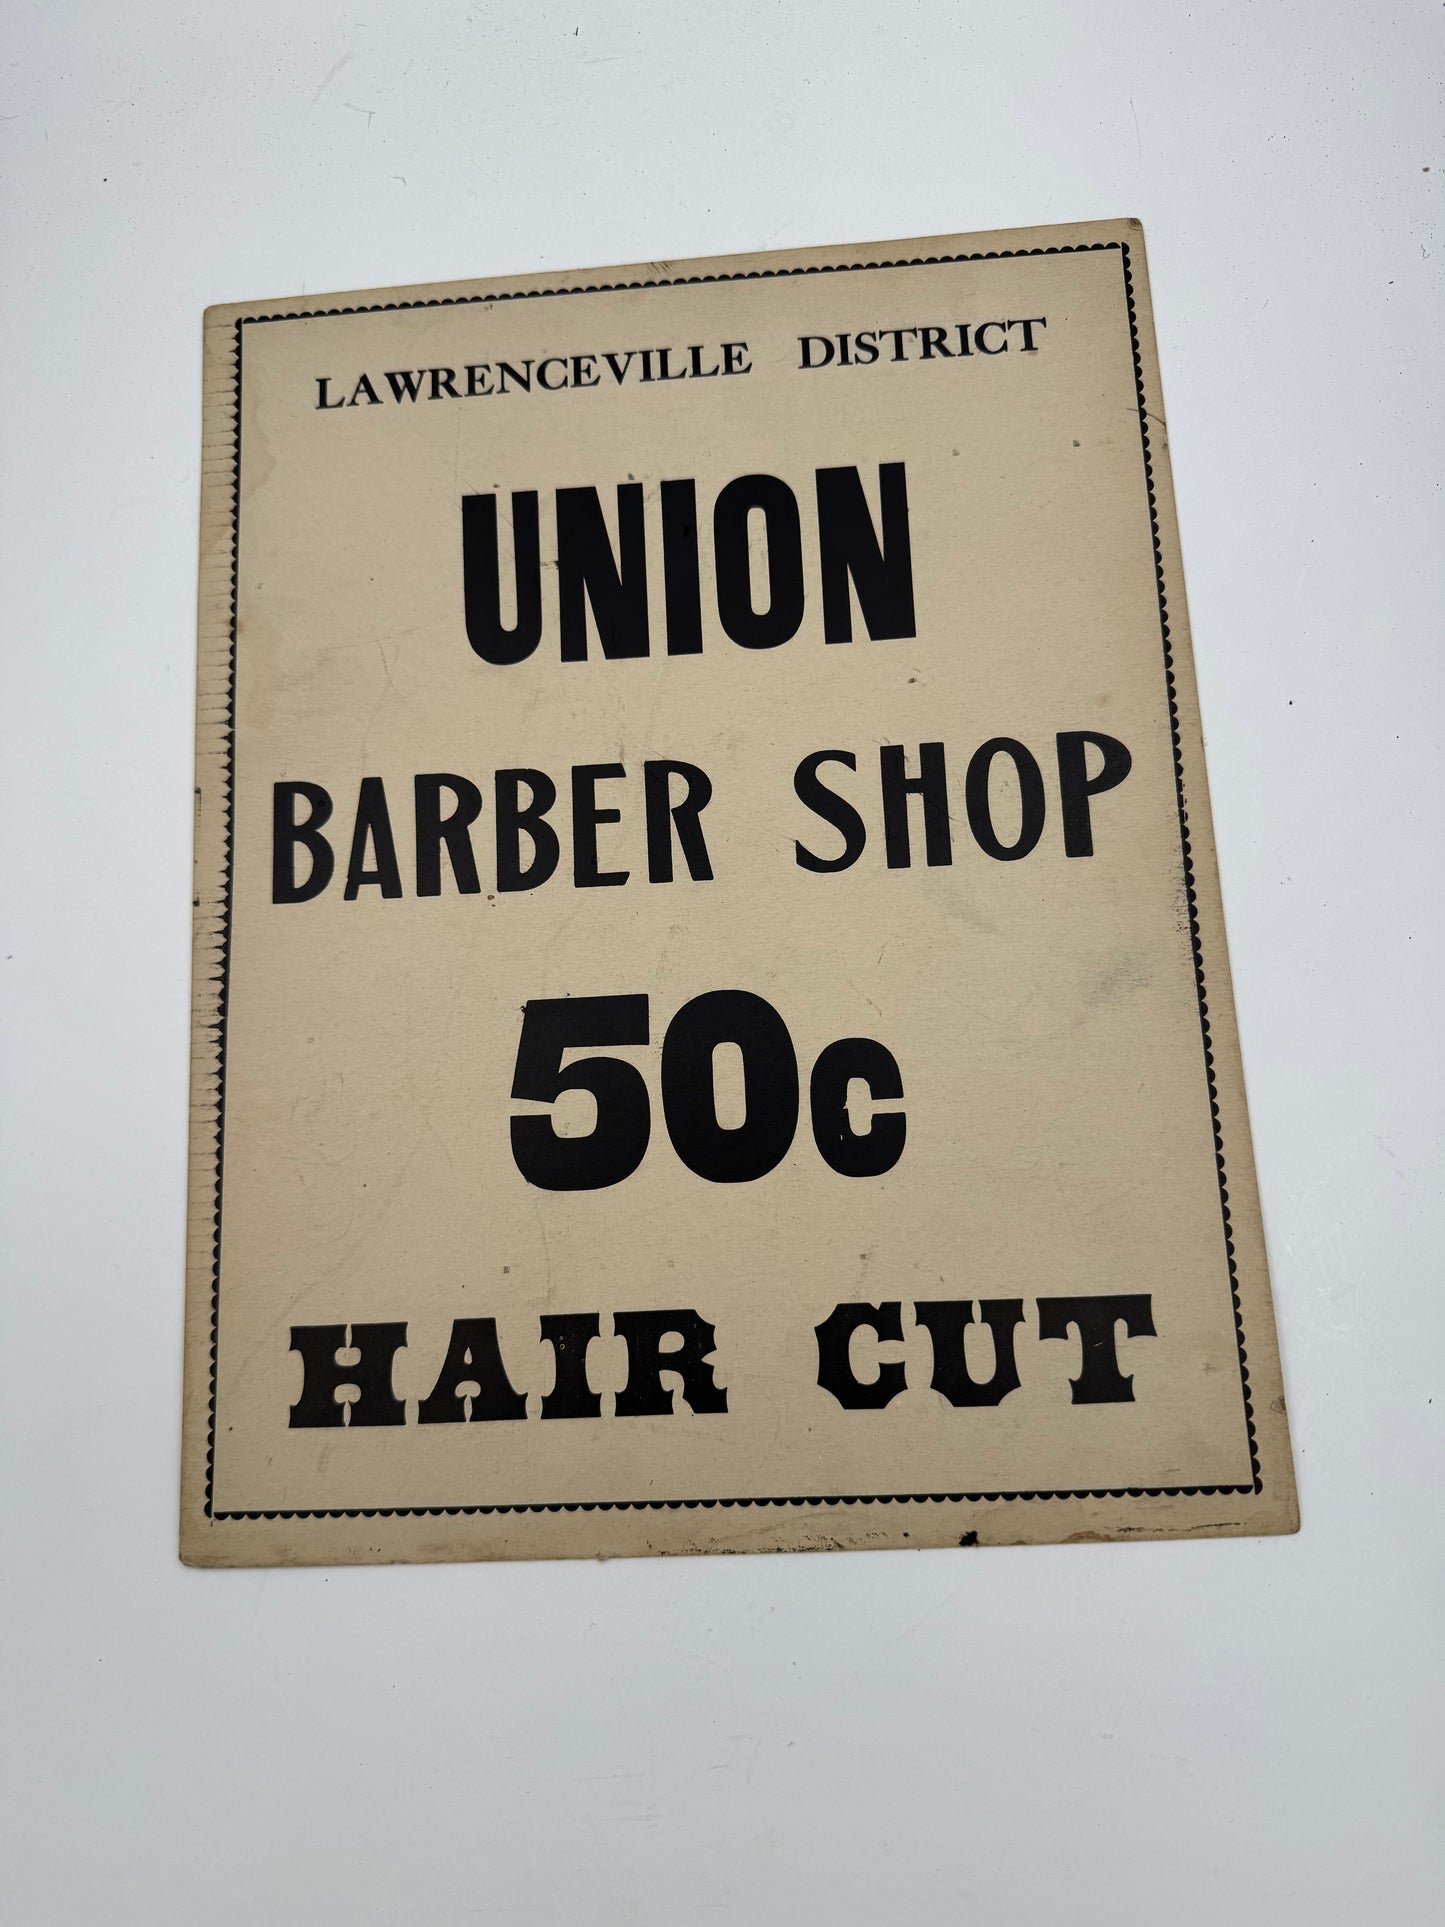 LAWRENCEVILLE DISTRICT
UNION
BARBER SHOP
50c
HAIR CUT